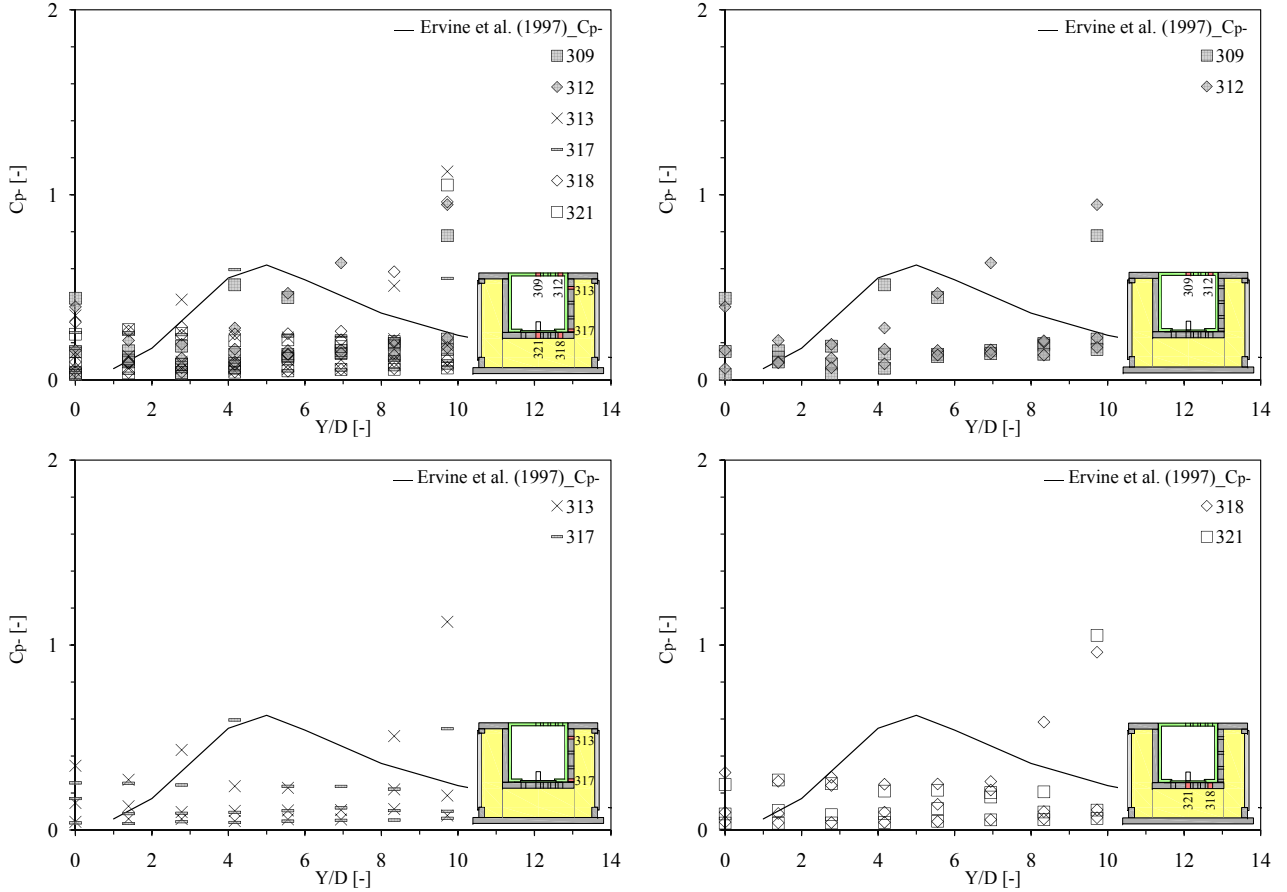 2
Ervine et al. (1997)_Cp-
309
312
313
317
318
321
1
Cp- [-]
309
312
313
317
321
318
0
0 2 4 6 8 10 12 14
Y/D [-]
2
Ervine et al. (1997)_Cp-
309
312
1
Cp- [-]
309
312
0
0 2 4 6 8 10 12 14
Y/D [-]
2
Ervine et al. (1997)_Cp-
313
317
1
Cp- [-]
313
317
0
0 2 4 6 8 10 12 14
Y/D [-]
2
Ervine et al. (1997)_Cp-
318
321
1
Cp- [-]
321
318
0
0 2 4 6 8 10 12 14
Y/D [-]